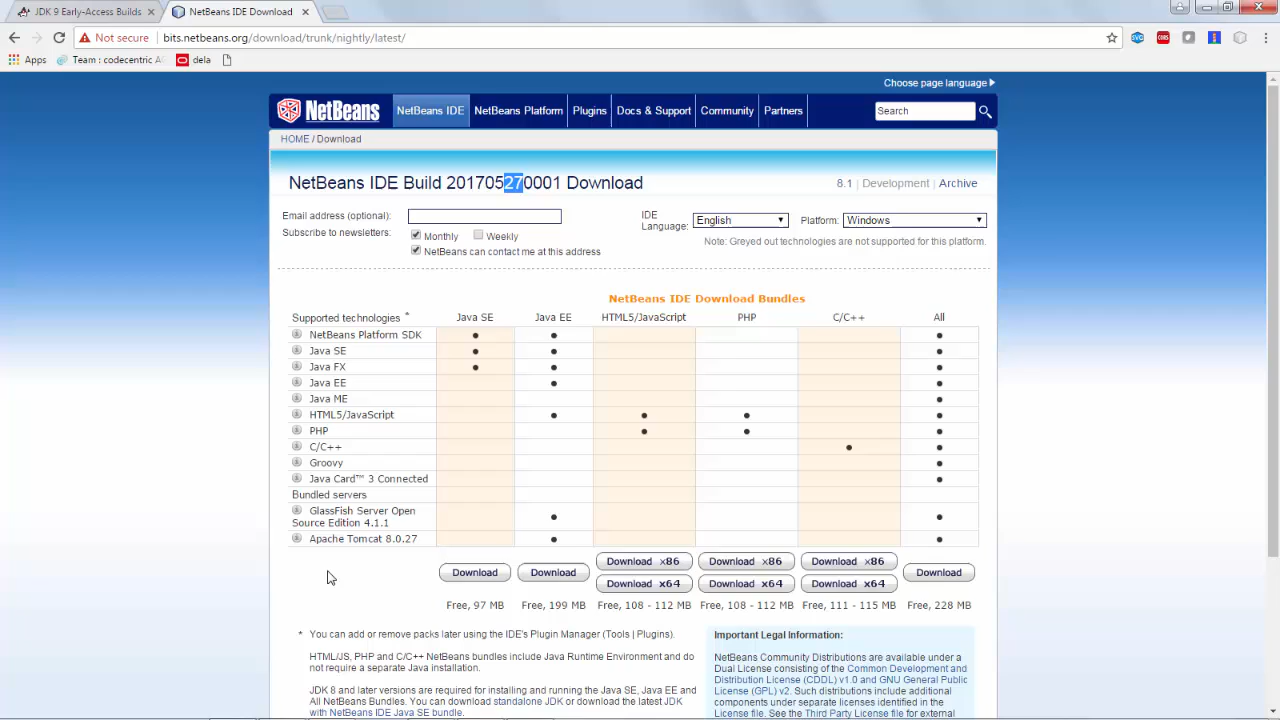 JDK 9 Early-Access Builds
NetBeans IDE Download
Not secure
bits.netbeans.org/download/trunk/nightly/latest/
Apps
Team : codecentric A
dela
Choose page language
NetBeans
NetBeans IDE
NetBeans Platform
Plugins
Docs & Support
Community
Partners
Search
HOME / Download
NetBeans IDE Build 201705270001 Download
8.1 | Development | Archive
Email address (optional):
IDE Language:
English
Platform:
Windows
Subscribe to newsletters:
Monthly
Weekly
Note: Greyed out technologies are not supported for this platform.
NetBeans can contact me at this address
NetBeans IDE Download Bundles
Supported technologies *
Java SE
Java EE
HTML5/JavaScript
PHP
C/C++
All
NetBeans Platform SDK
Java SE
Java FX
Java EE
Java ME
HTML5/JavaScript
PHP
C/C++
Groovy
Java Card™ 3 Connected
Bundled servers
GlassFish Server Open
Source Edition 4.1.1
Apache Tomcat 8.0.27
Download
Download
Download x86
Download x64
Download x86
Download x64
Download x86
Download x64
Download
Free, 97 MB
Free, 199 MB
Free, 108 - 112 MB
Free, 108 - 112 MB
Free, 111 - 115 MB
Free, 228 MB
* You can add or remove packs later using the IDE's Plugin Manager (Tools | Plugins).
HTML/JS, PHP and C/C++ NetBeans bundles include Java Runtime Environment and do
not require a separate Java installation.
JDK 8 and later versions are required for installing and running the Java SE, Java EE and
All NetBeans Bundles. You can download standalone JDK or download the latest JDK
with NetBeans IDE Java SE bundle.
Important Legal Information:
NetBeans Community Distributions are available under a
Dual License consisting of the Common Development and
Distribution License (CDDL) v1.0 and GNU General Public
License (GPL) v2. Such distributions include additional
components under separate licenses identified in the
License file. See the Third Party License file for external